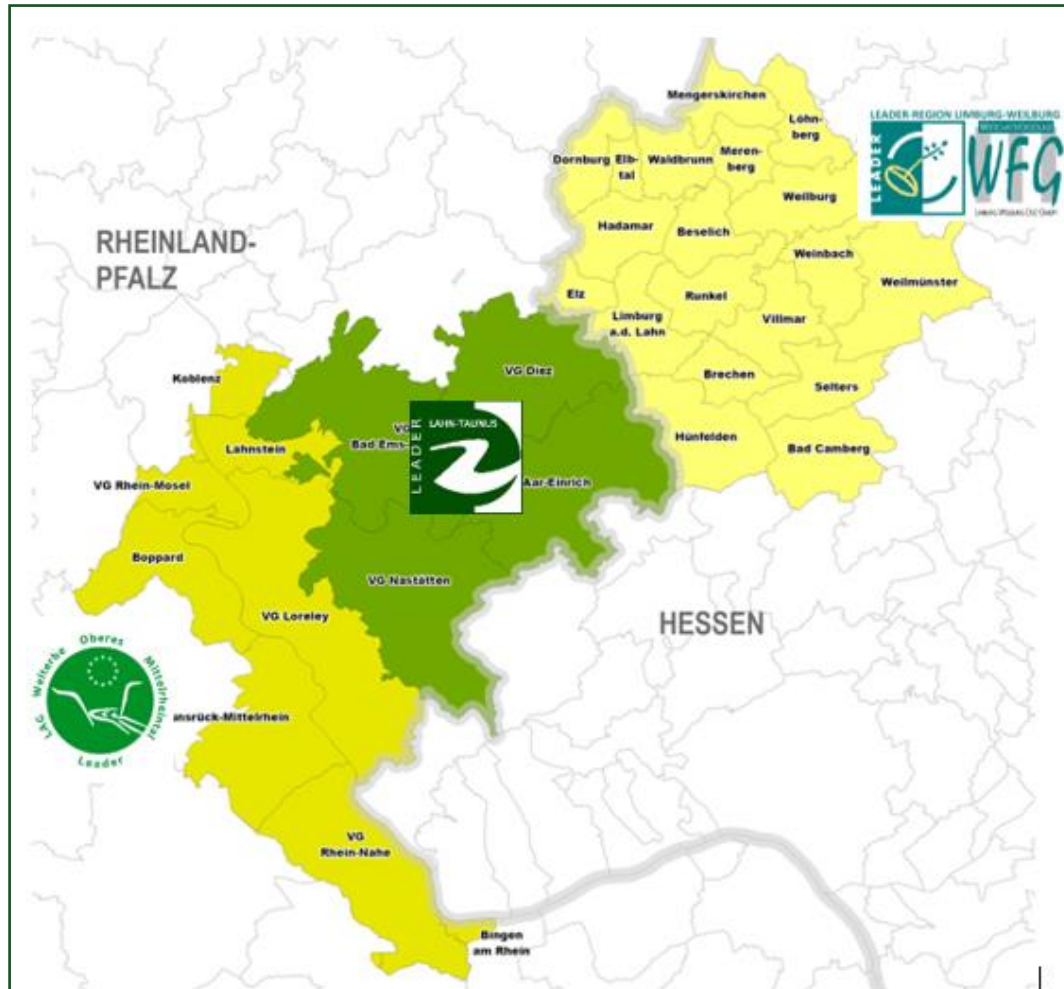 Mengerskirchen
Löhn-
berg
LEADER-REGION LIMBURG-WEILBURG
LEADER
WFG
Dornburg
Elb-
tal
Waldbrunn
Meren-
berg
Weilburg
Hadamar
Beselich
RHEINLAND-
PFALZ
Weinbach
Weilmünster
Elz
Runkel
Limburg
a.d. Lahn
Villmar
VG Diez
Koblenz
Brechen
Selters
LAHN-TAUNUS
LEADER
VG
Bad Ems-
Lahnstein
Hünfelden
Bad Camberg
VG Rhein-Mosel
Aar-Einrich
Boppard
VG Nastätten
VG Loreley
HESSEN
LAG Welterbe Oberes Mittelrheintal
Leader
ansrück-Mittelrhein
VG
Rhein-Nahe
Bingen
am Rhein